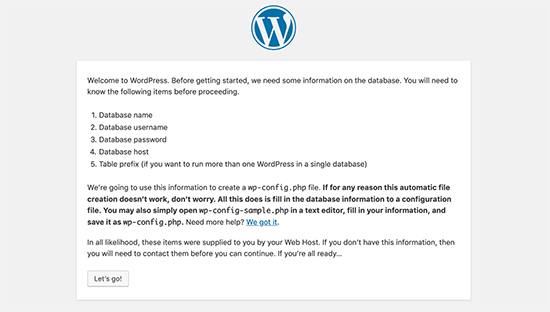 Welcome to WordPress. Before getting started, we need some information on the database. You will need to
know the following items before proceeding.
1. Database name
2. Database username
3. Database password
4. Database host
5. Table prefix (if you want to run more than one WordPress in a single database)
We're going to use this information to create a wp-config.php file. If for any reason this automatic file
creation doesn't work, don't worry. All this does is fill in the database information to a configuration
file. You may also simply open wp-config-sample.php in a text editor, fill in your information, and
save it as wp-config.php. Need more help? We got it.
In all likelihood, these items were supplied to you by your Web Host. If you don't have this information, then
you will need to contact them before you can continue. If you're all ready…
Let's go!